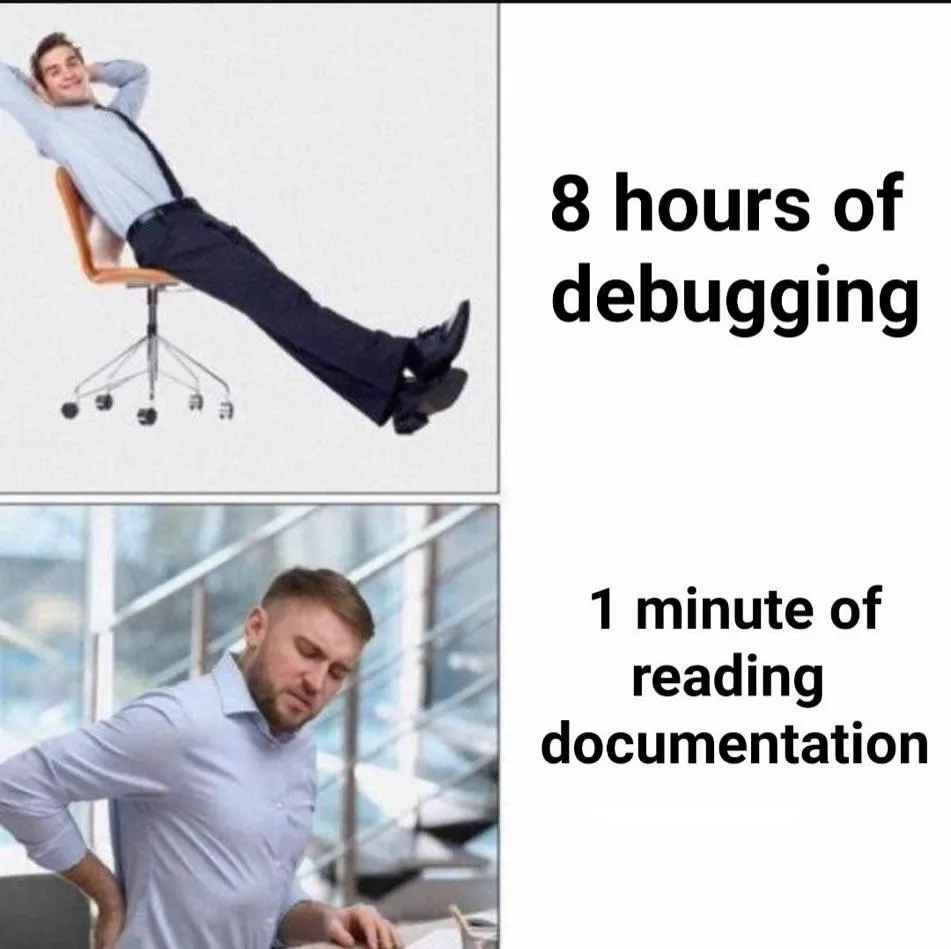 8 hours of
debugging
1 minute of
reading
documentation